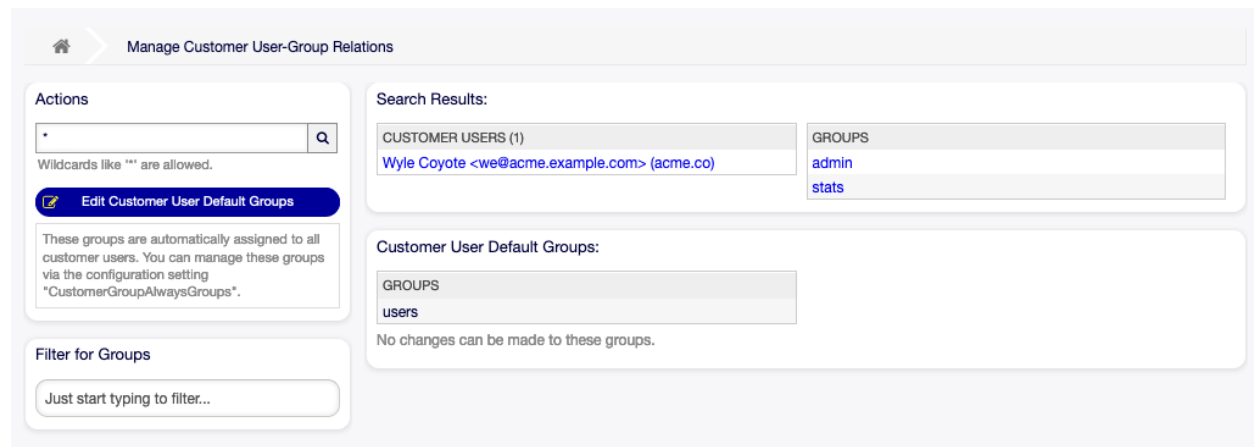 Manage Customer User-Group Relations
Actions
*
Wildcards like '*' are allowed.
Edit Customer User Default Groups
These groups are automatically assigned to all
customer users. You can manage these groups
via the configuration setting
"CustomerGroupAlwaysGroups".
Filter for Groups
Just start typing to filter...
Search Results:
CUSTOMER USERS (1)
Wyle Coyote <we@acme.example.com> (acme.co)
GROUPS
admin
stats
Customer User Default Groups:
GROUPS
users
No changes can be made to these groups.